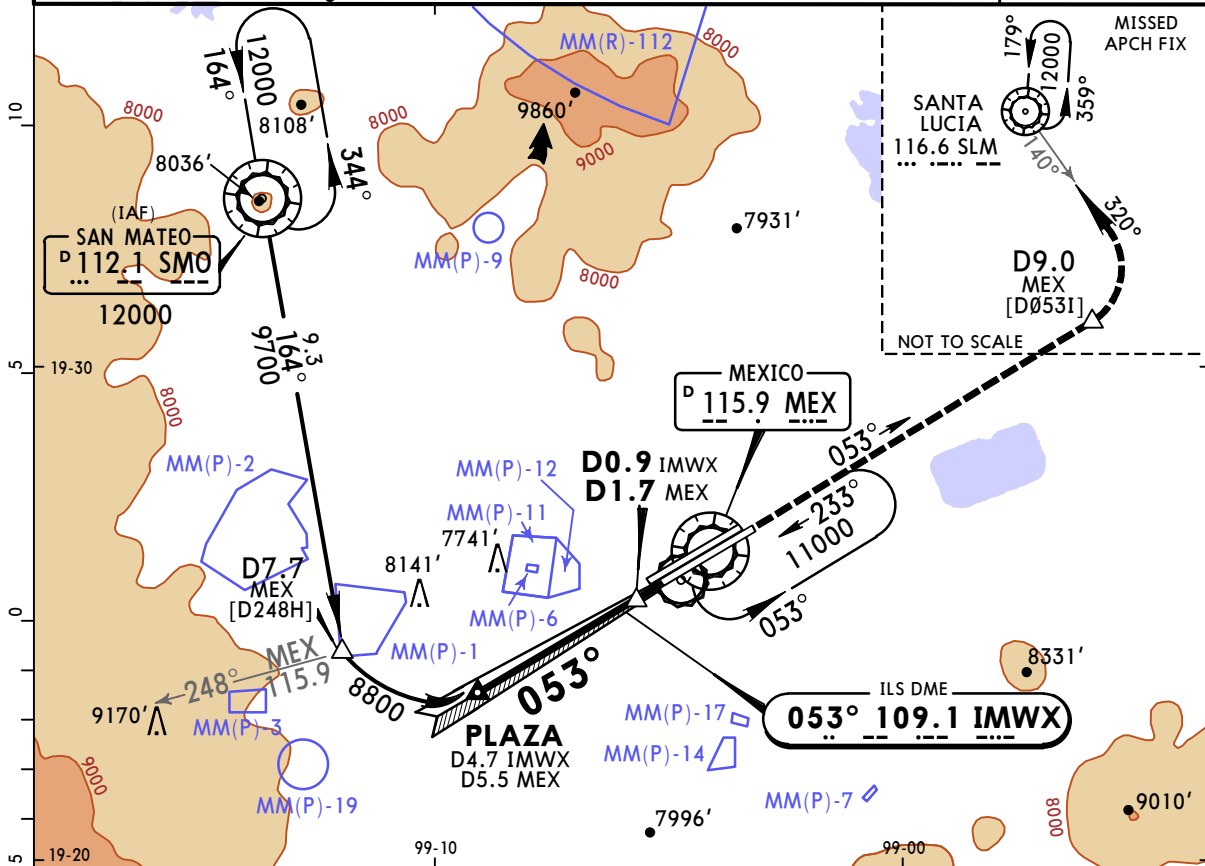 MISSED
APCH FIX
179°
12000
359°
SANTA
LUCIA
116.6 SLM
140°
320°
D9.0
MEX
[DØ53I]
NOT TO SCALE
164°
12000
8108'
344°
8036'
(IAF)
SAN MATEO
D 112.1 SMO
12000
8000
8000
8000
MM(R)-112
9860'
9000
MM(P)-9
8000
7931'
10
5
19-30
9.3
164°
9700
8000
MEXICO
D 115.9 MEX
MM(P)-2
MM(P)-12
MM(P)-11
7741'
8141'
MM(P)-6
D0.9 IMWX
D1.7 MEX
053°
233°
11000
053°
D7.7
MEX
[D248H]
MM(P)-1
0
248°
MEX
115.9
8800
053°
9170'
MM(P)-3
MM(P)-19
PLAZA
D4.7 IMWX
D5.5 MEX
MM(P)-17
MM(P)-14
MM(P)-7
ILS DME
053° 109.1 IMWX
8331'
9000
7996'
8000
9010'
5
19-20
99-10
99-00